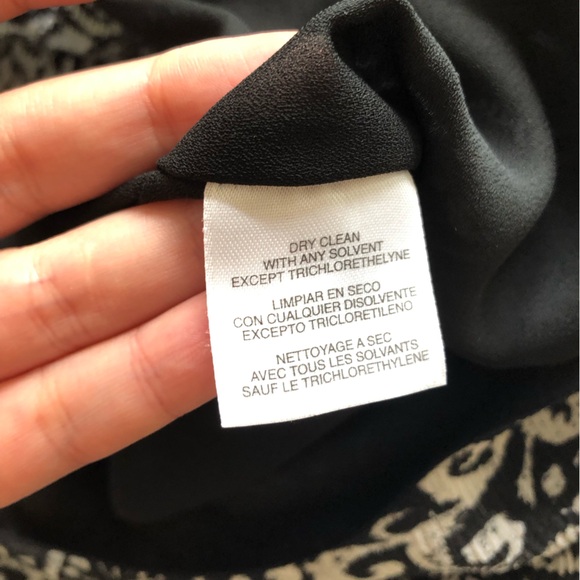 DRY CLEAN
WITH ANY SOLVENT
EXCEPT TRICHLORETHELYNE
LIMPIAR EN SECO
CON CUALQUIER DISOLVENTE
EXCEPTO TRICLORETILENO
NETTOYAGE A SEC
AVEC TOUS LES SOLVANTS
SAUF LE TRICHLORETHYLENE